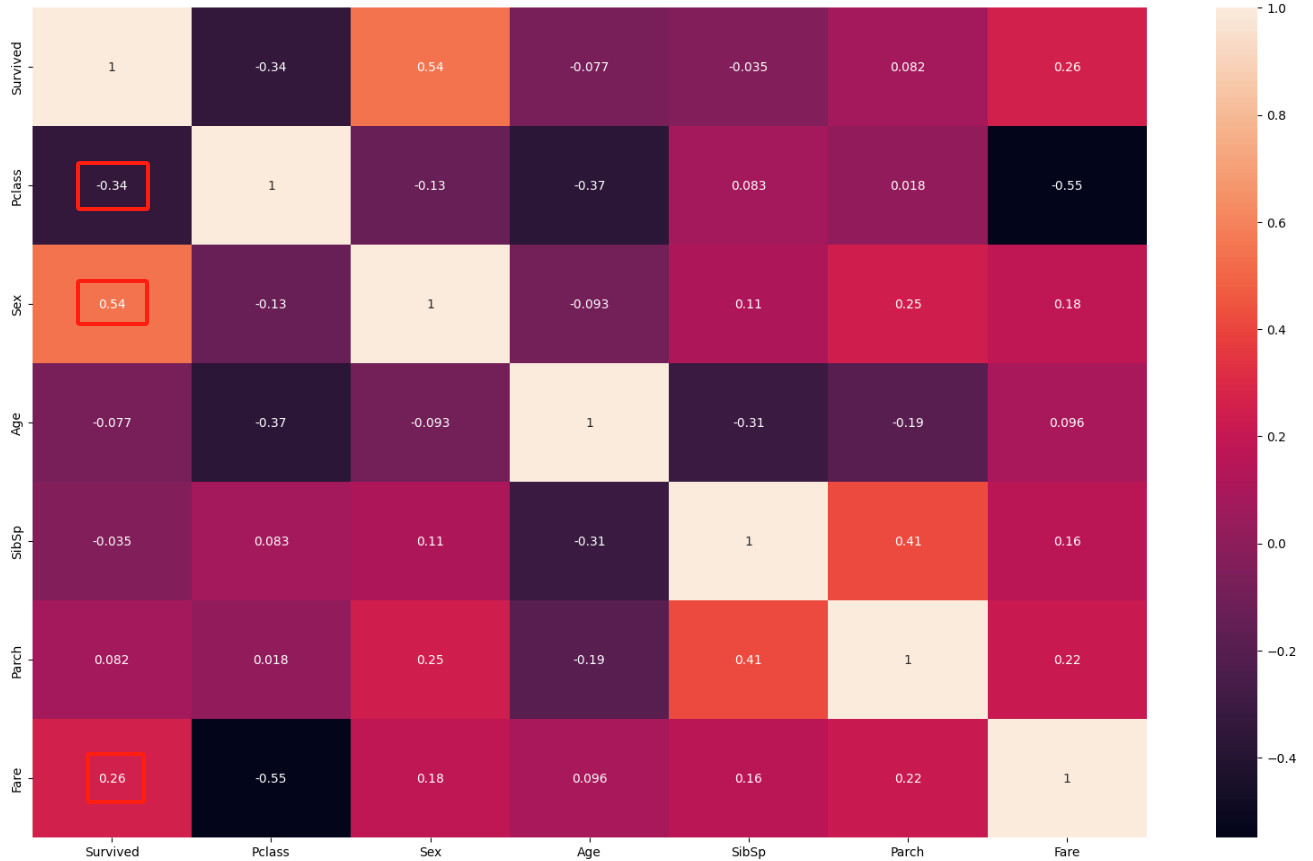 Survived 1 -0.34 0.54 -0.077 -0.035 0.082 0.26
Pclass -0.34 1 -0.13 -0.37 0.083 0.018 -0.55
Sex 0.54 -0.13 1 -0.093 0.11 0.25 0.18
Age -0.077 -0.37 -0.093 1 -0.31 -0.19 0.096
SibSp -0.035 0.083 0.11 -0.31 1 0.41 0.16
Parch 0.082 0.018 0.25 -0.19 0.41 1 0.22
Fare 0.26 -0.55 0.18 0.096 0.16 0.22 1
Survived Pclass Sex Age SibSp Parch Fare
1.0
0.8
0.6
0.4
0.2
0.0
−0.2
−0.4